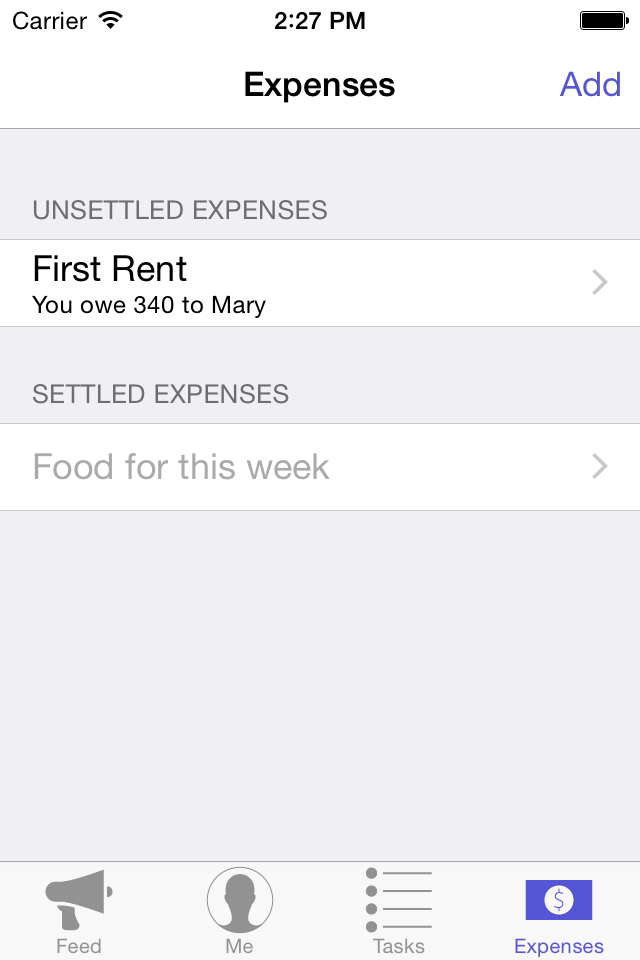 Carrier 2:27 PM
Expenses Add
UNSETTLED EXPENSES
First Rent
You owe 340 to Mary
SETTLED EXPENSES
Food for this week
$
Feed Me Tasks Expenses